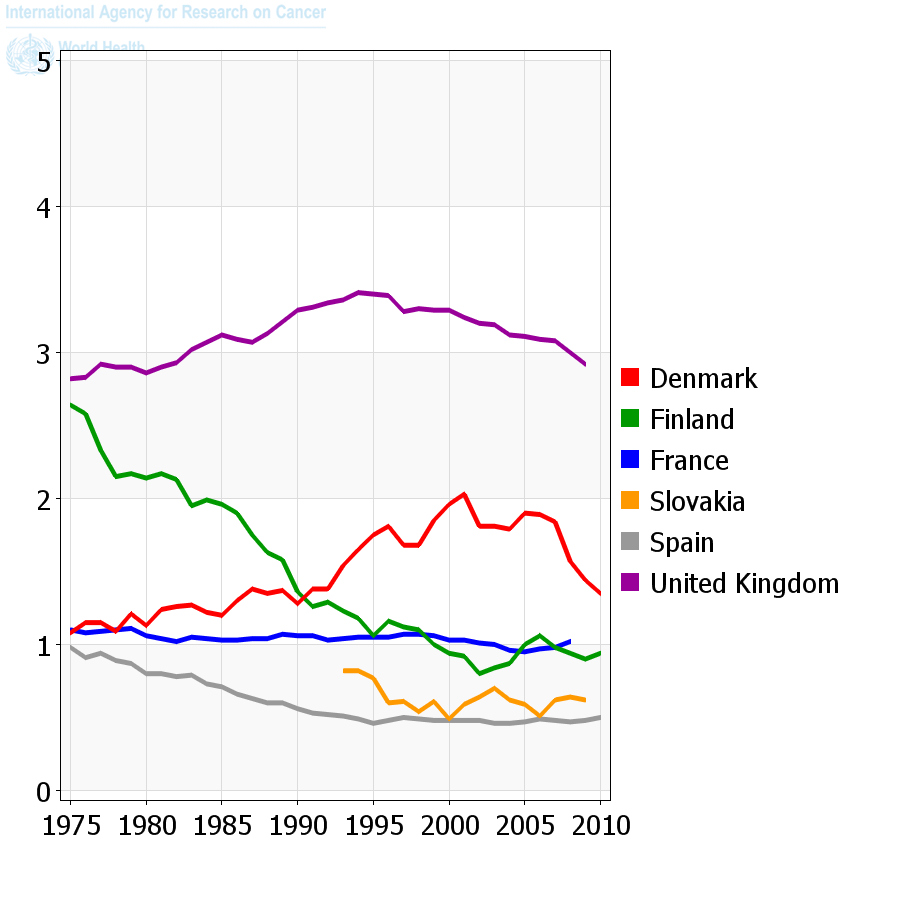 International Agency for Research on Cancer
World Health
5
4
3
2
1
0
1975 1980 1985 1990 1995 2000 2005 2010
Denmark
Finland
France
Slovakia
Spain
United Kingdom